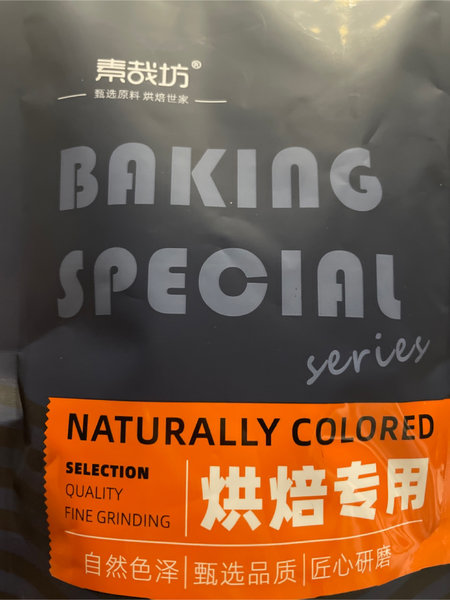 素哉坊®
甄选原料 烘焙世家
BAKING
SPECIAL
series
NATURALLY COLORED
SELECTION
QUALITY
FINE GRINDING
烘焙专用
自然色泽|甄选品质|匠心研磨